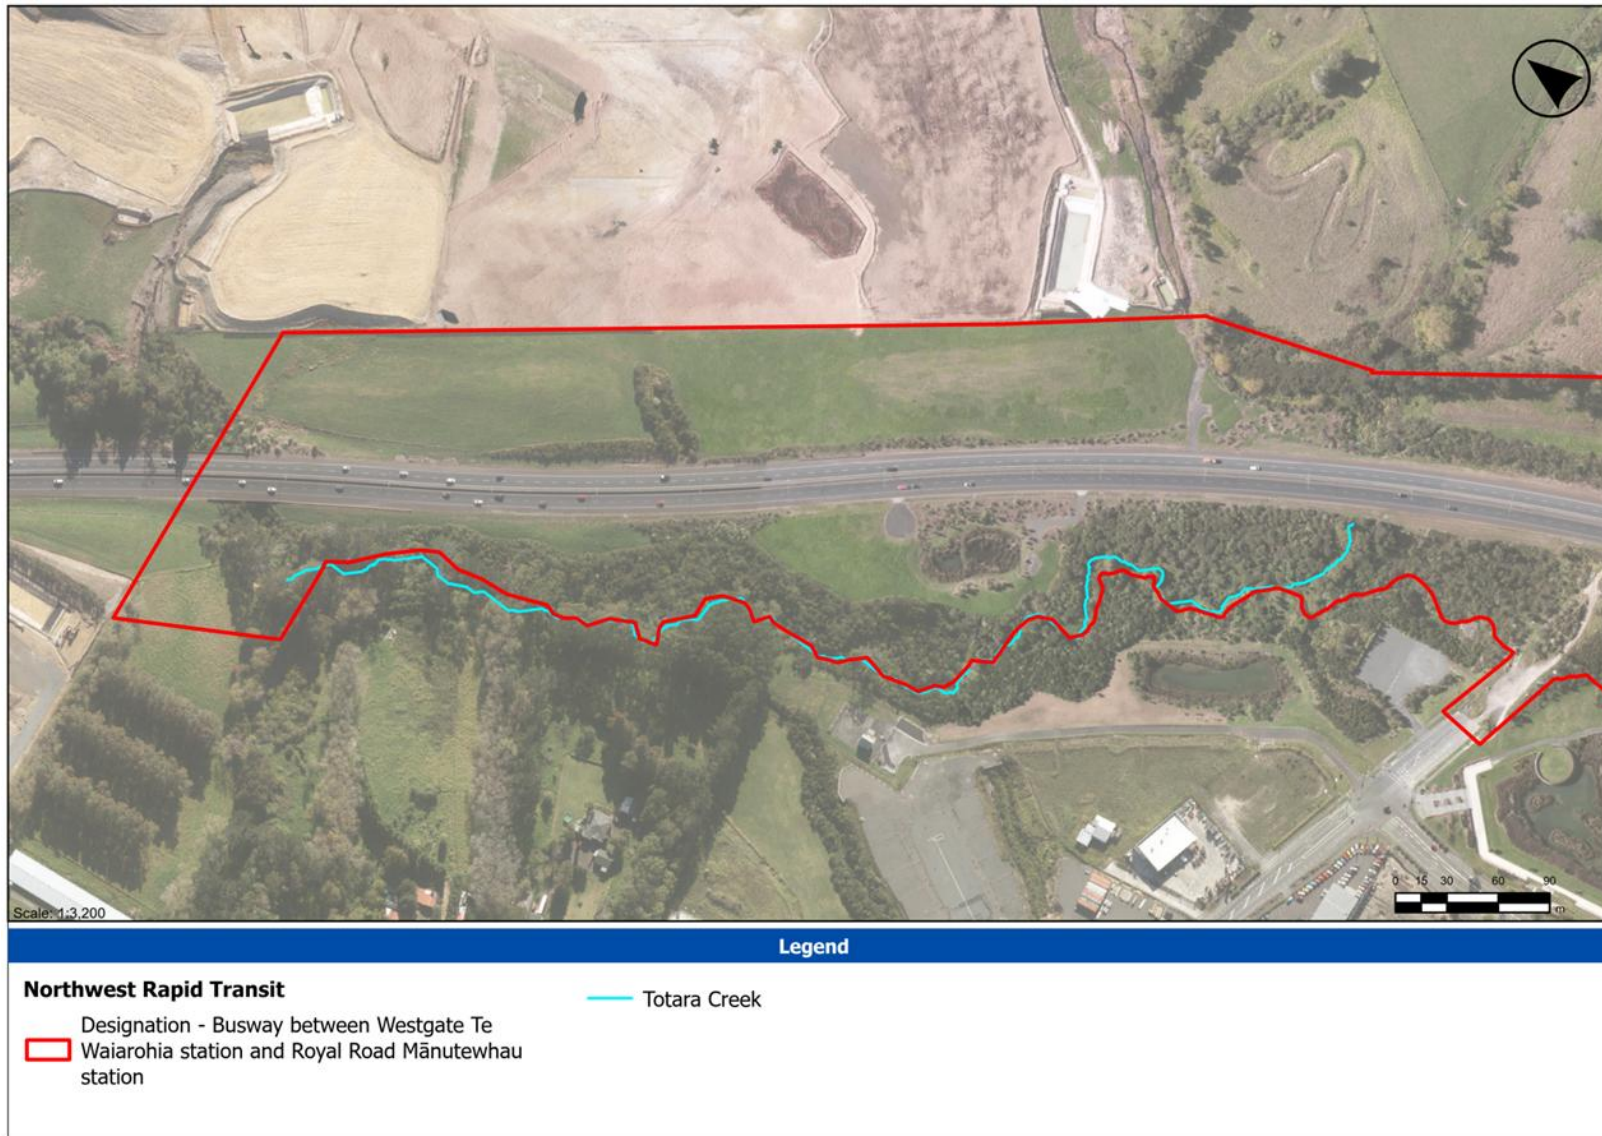 Scale: 1:3,200
0 15 30 60 90
m
Legend
Northwest Rapid Transit
Designation - Busway between Westgate Te
Waiarohia station and Royal Road Mānutewhau
station
Totara Creek